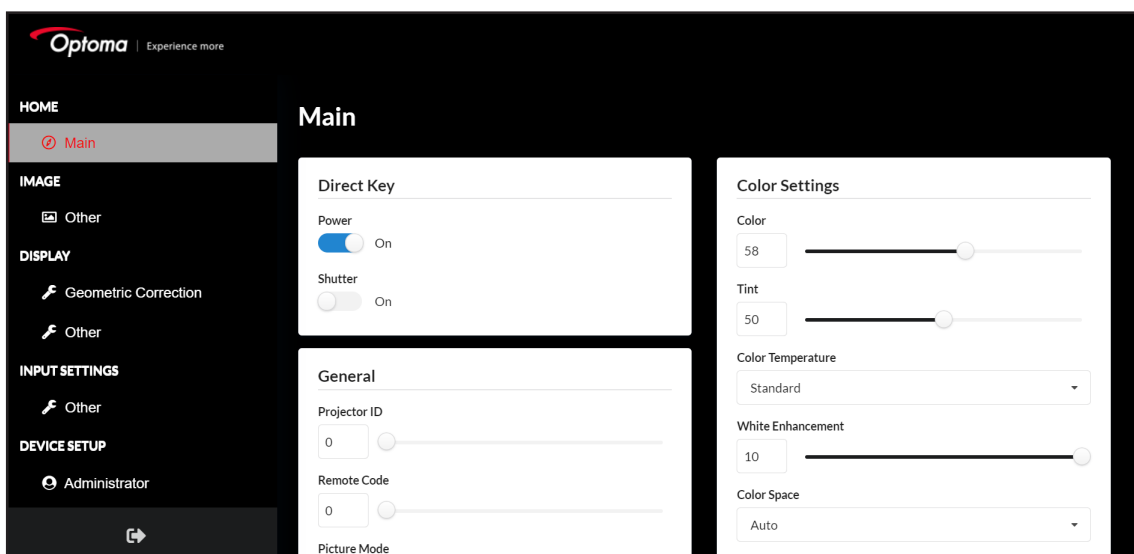 Optoma | Experience more
HOME
Main
IMAGE
Other
DISPLAY
Geometric Correction
Other
INPUT SETTINGS
Other
DEVICE SETUP
Administrator
Main
Direct Key
Power
On
Shutter
On
General
Projector ID
0
Remote Code
0
Picture Mode
Color Settings
Color
58
Tint
50
Color Temperature
Standard
White Enhancement
10
Color Space
Auto